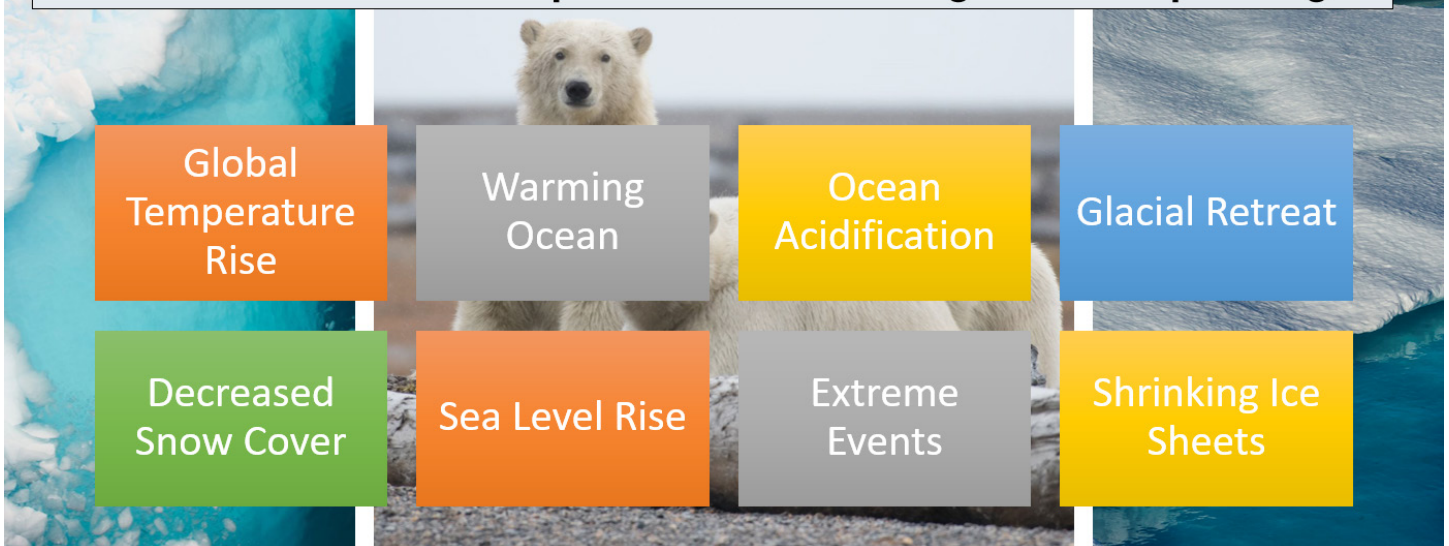 Global
Temperature
Rise
Warming
Ocean
Ocean
Acidification
Glacial Retreat
Decreased
Snow Cover
Sea Level Rise
Extreme
Events
Shrinking Ice
Sheets